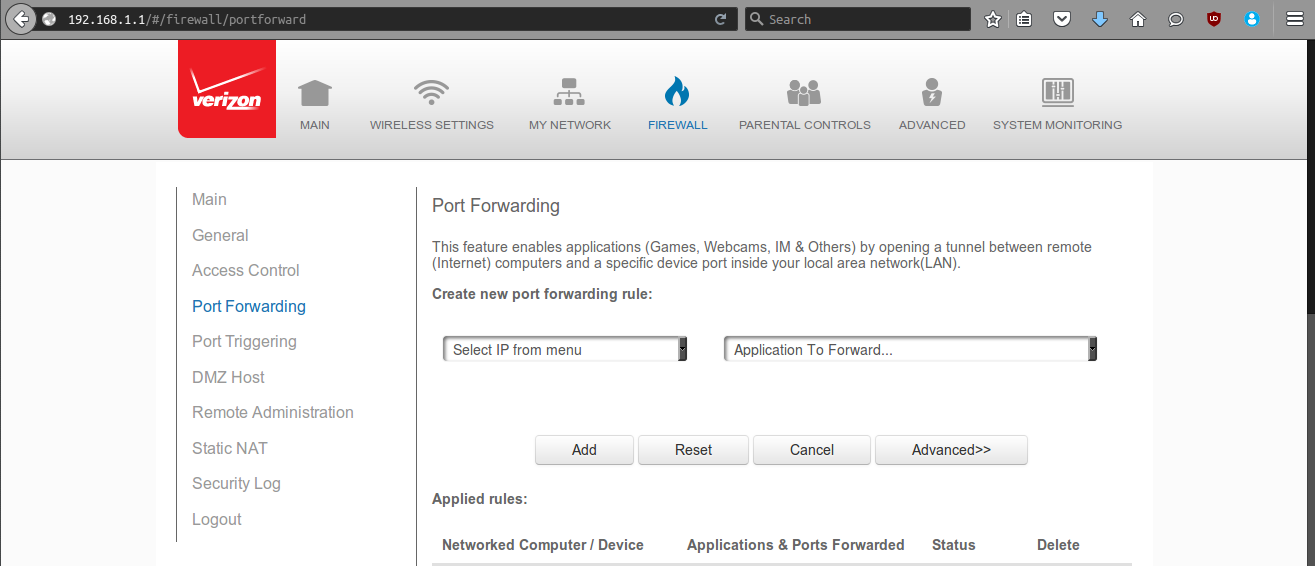 192.168.1.1/#/firewall/portforward
Search
verizon
MAIN
WIRELESS SETTINGS
MY NETWORK
FIREWALL
PARENTAL CONTROLS
ADVANCED
SYSTEM MONITORING
Main
General
Access Control
Port Forwarding
Port Triggering
DMZ Host
Remote Administration
Static NAT
Security Log
Logout
Port Forwarding
This feature enables applications (Games, Webcams, IM & Others) by opening a tunnel between remote
(Internet) computers and a specific device port inside your local area network(LAN).
Create new port forwarding rule:
Select IP from menu
Application To Forward...
Add
Reset
Cancel
Advanced>>
Applied rules:
Networked Computer / Device
Applications & Ports Forwarded
Status
Delete